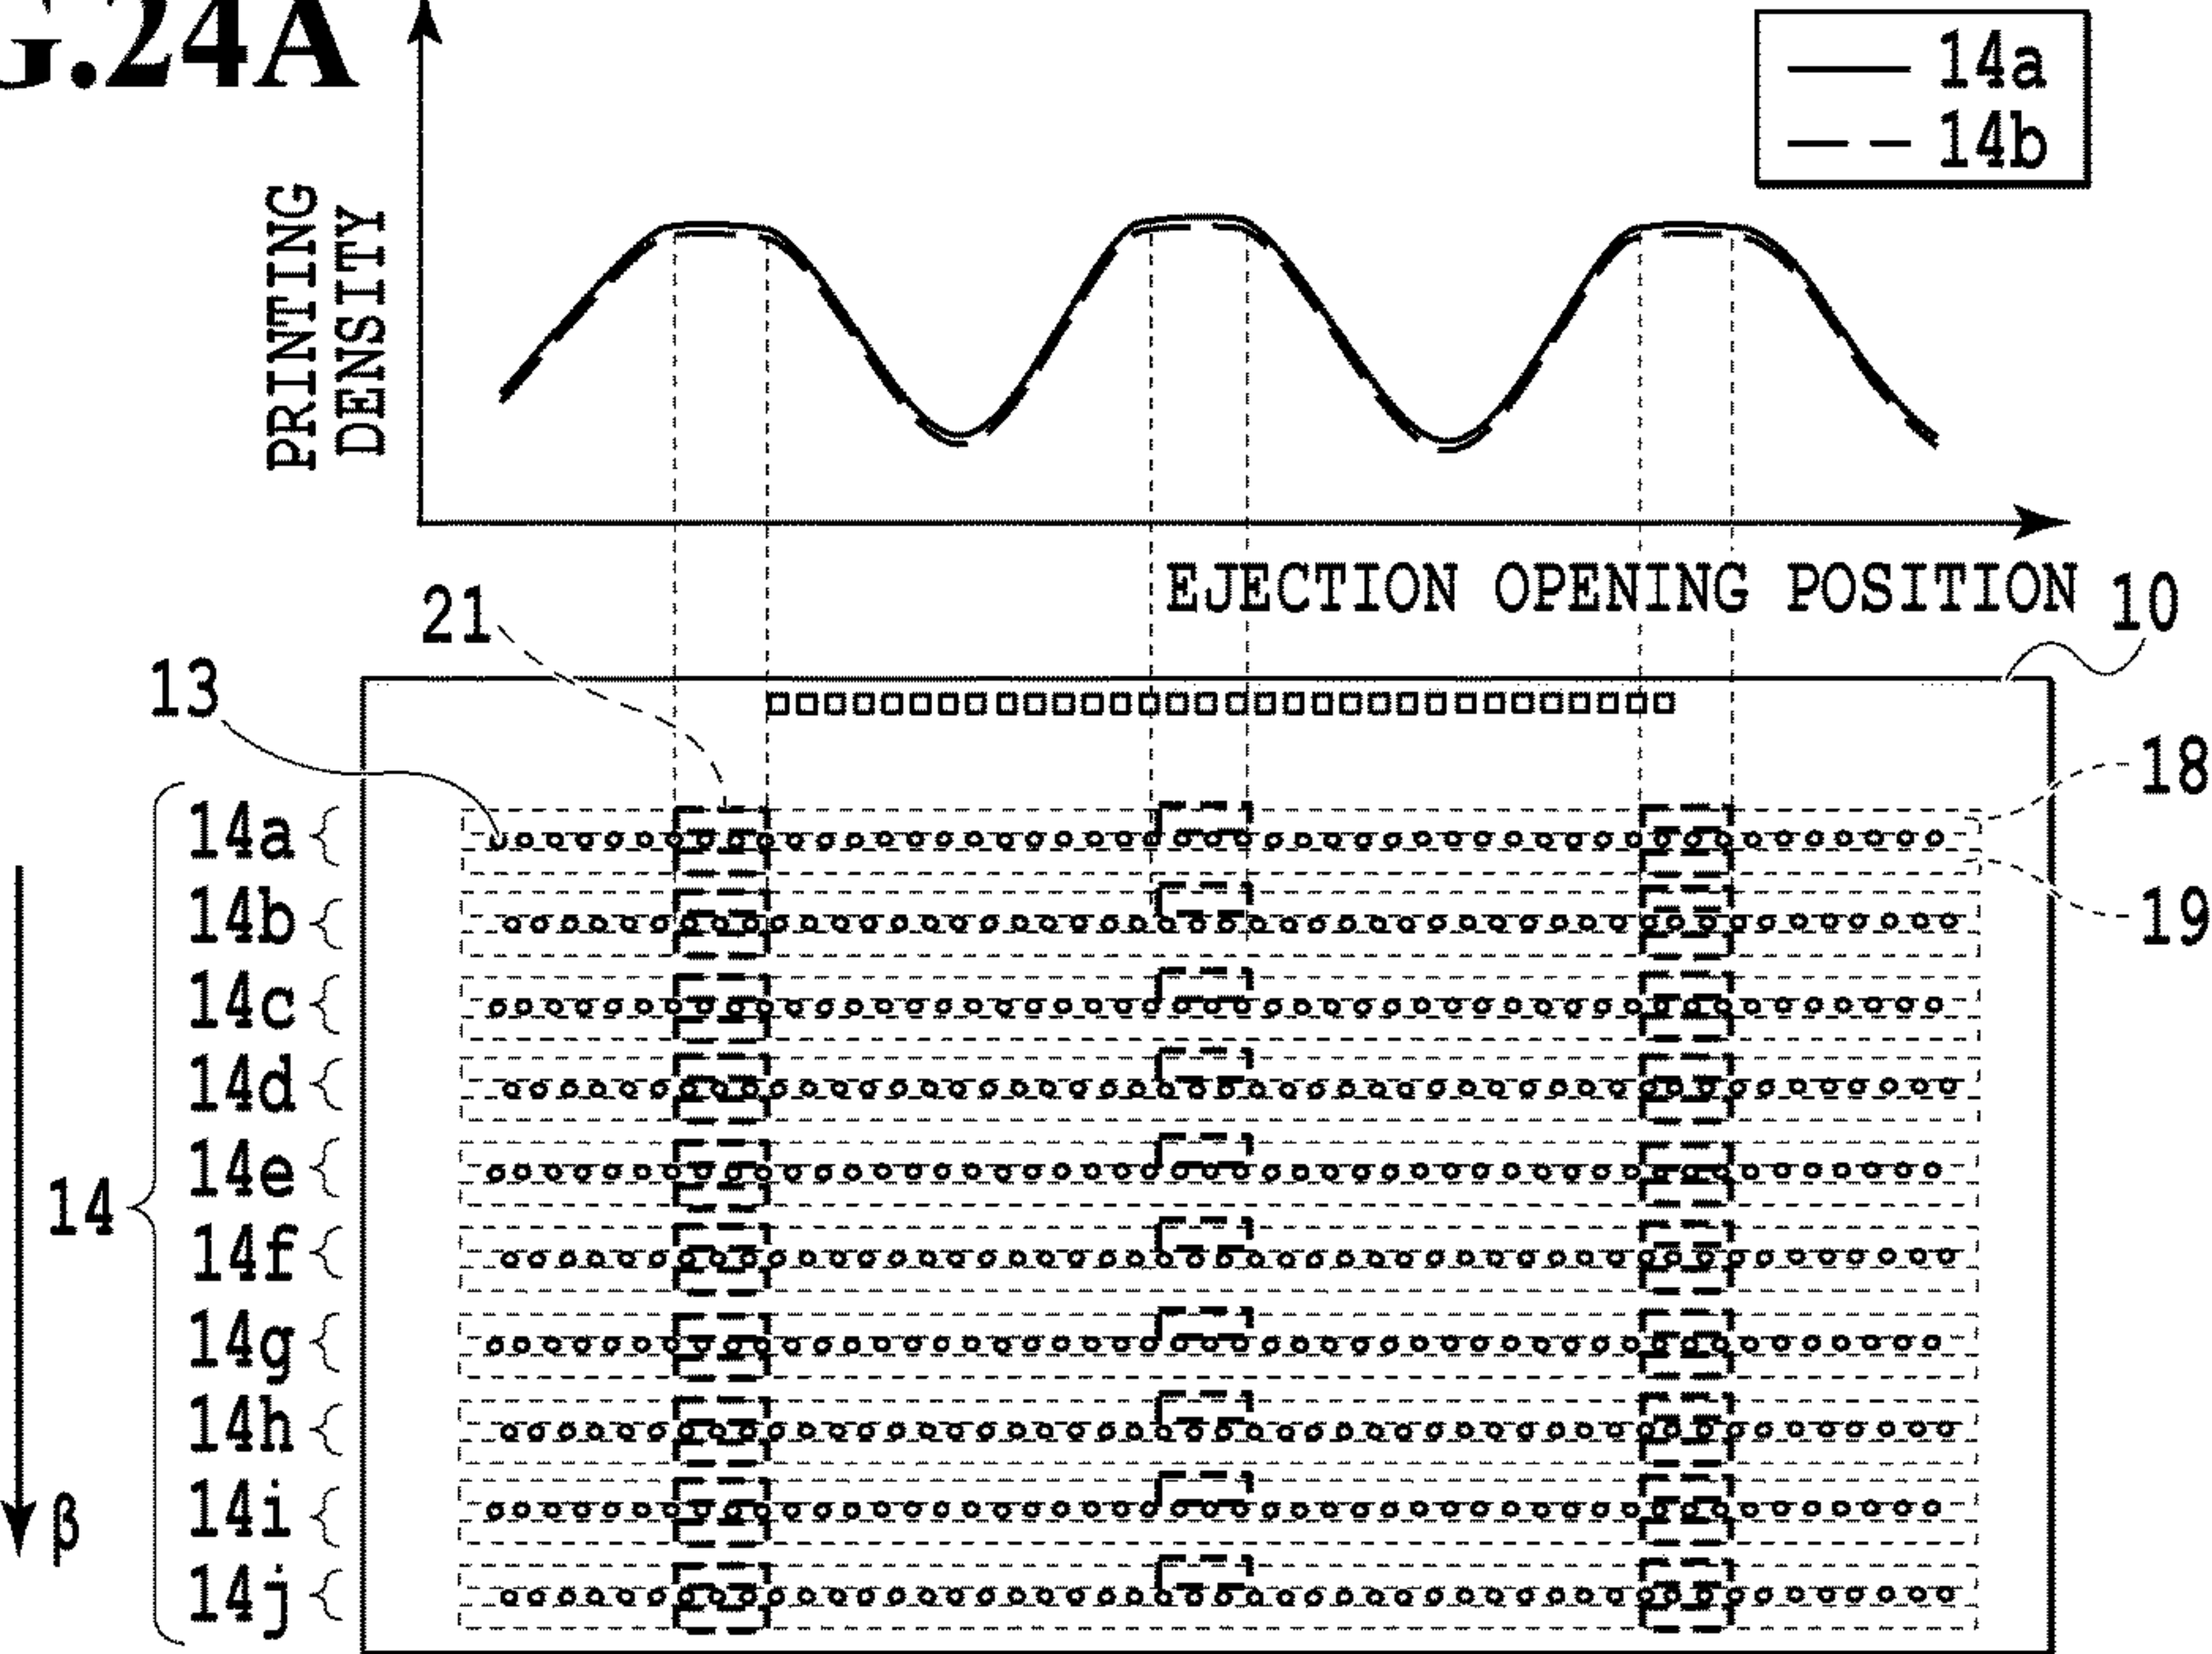 G.24A
14a
14b
PRINTING
DENSITY
EJECTION OPENING POSITION
10
21
13
18
14a
19
14b
14c
14d
14e
14
14f
14g
14h
14i
β
14j